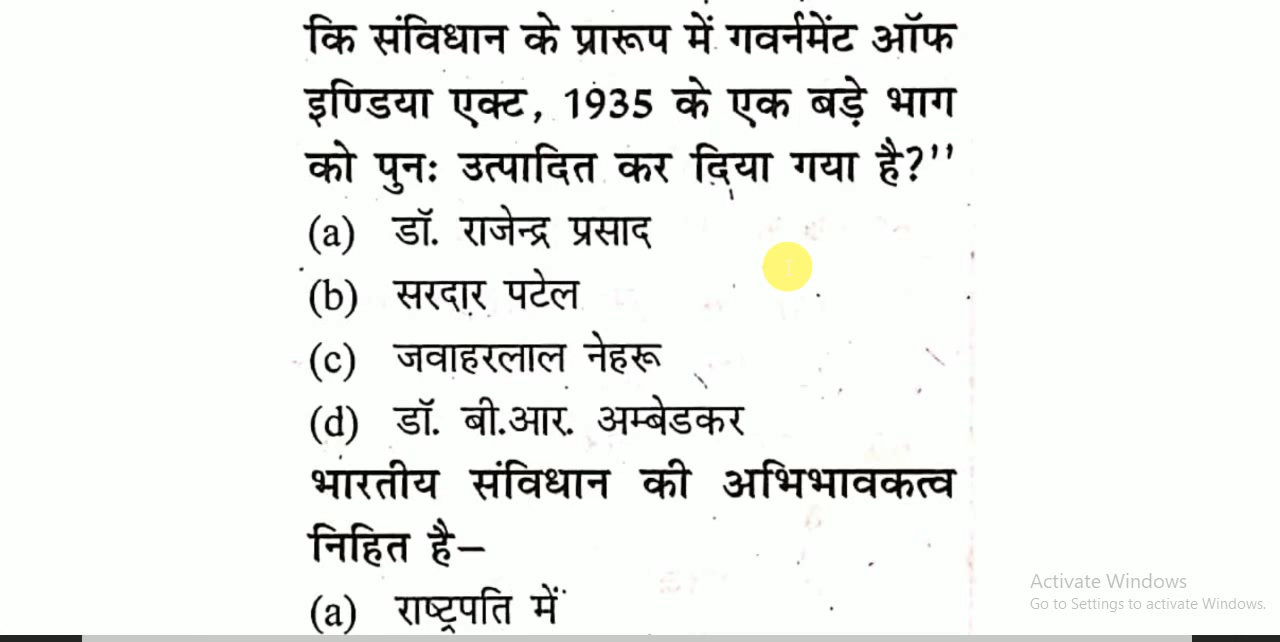 कि संविधान के प्रारूप में गवर्नमेंट ऑफ
इण्डिया एक्ट, 1935 के एक बड़े भाग
को पुनः उत्पादित कर दिया गया है?”
(a) डॉ. राजेन्द्र प्रसाद
(b) सरदार पटेल
(c) जवाहरलाल नेहरू
(d) डॉ. बी.आर. अम्बेडकर
भारतीय संविधान की अभिभावकत्व
निहित है–
(a) राष्ट्रपति में
Activate Windows
Go to Settings to activate Windows.